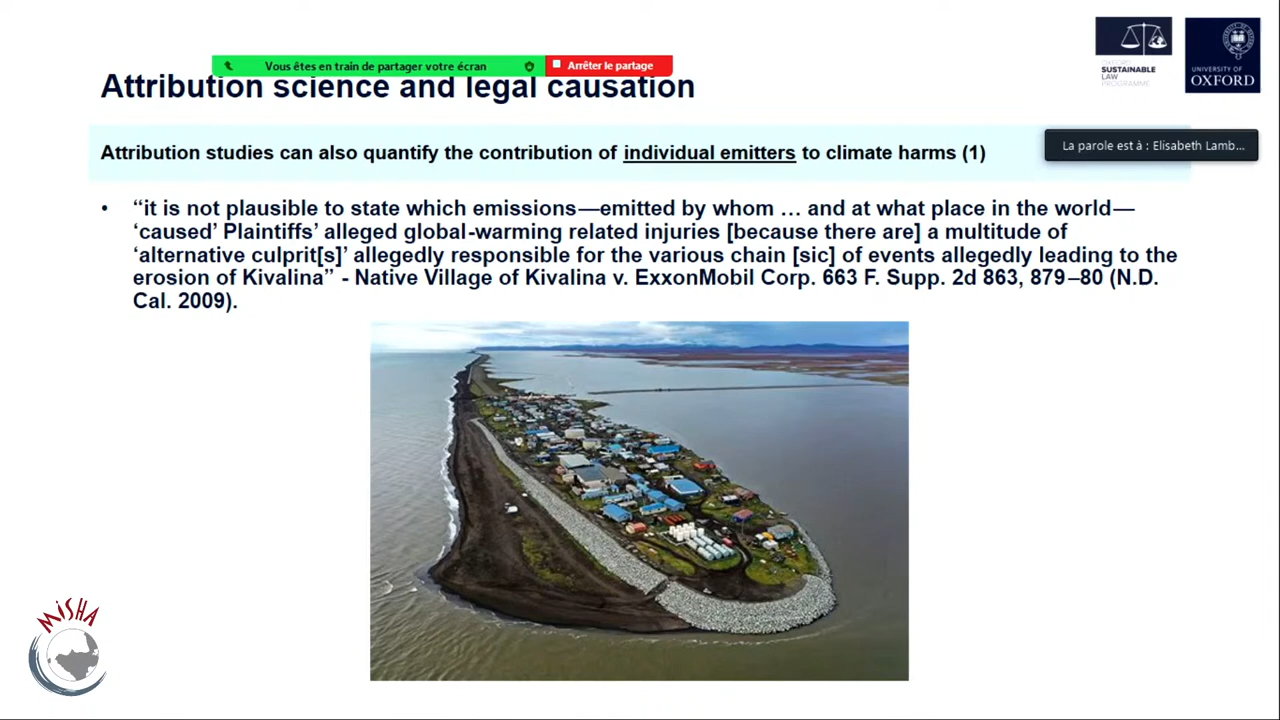 Vous êtes en train de partager votre écran
Arrêter le partage
Attribution science and legal causation
OXFORD
SUSTAINABLE
LAW
PROGRAMME
UNIVERSITY OF
OXFORD
Attribution studies can also quantify the contribution of individual emitters to climate harms (1)
La parole est à : Elisabeth Lamb...
• “it is not plausible to state which emissions—emitted by whom … and at what place in the world—
‘caused’ Plaintiffs’ alleged global-warming related injuries [because there are] a multitude of
‘alternative culprit[s]’ allegedly responsible for the various chain [sic] of events allegedly leading to the
erosion of Kivalina” - Native Village of Kivalina v. ExxonMobil Corp. 663 F. Supp. 2d 863, 879–80 (N.D.
Cal. 2009).
MiSHA